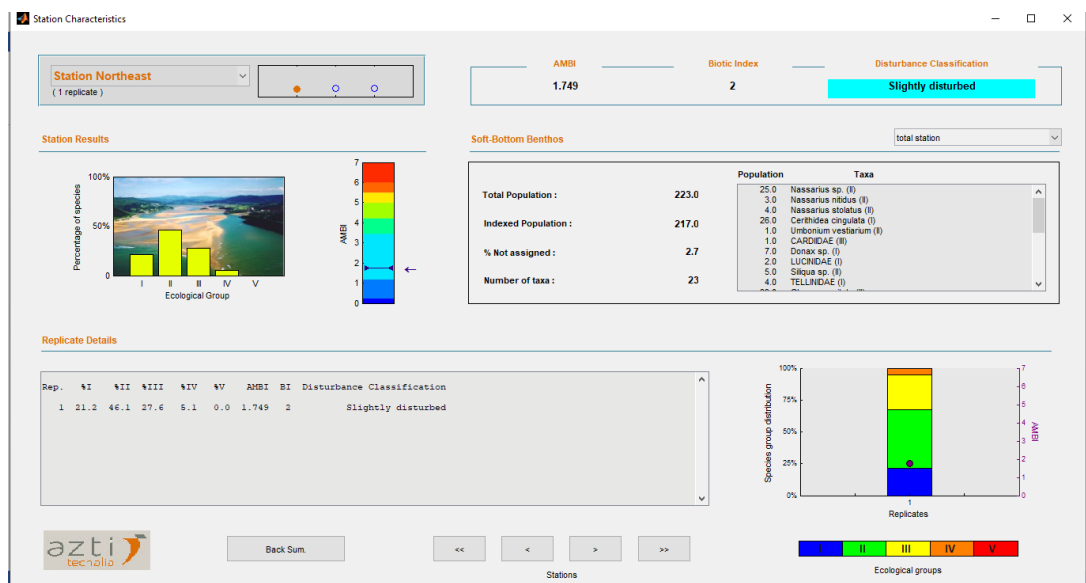 Station Characteristics
Station Northeast
( 1 replicate )
AMBI Biotic Index Disturbance Classification
1.749 2 Slightly disturbed
Station Results
Soft-Bottom Benthos
total station
100%
50%
0
Percentage of species
I II III IV V
Ecological Group
7
6
5
4
3
2
1
0
AMBI
Total Population : 223.0
Indexed Population : 217.0
% Not assigned : 2.7
Number of taxa : 23
Population Taxa
25.0 Nassarius sp. (II)
3.0 Nassarius nitidus (II)
4.0 Nassarius stolatus (II)
26.0 Cerithidea cingulata (I)
1.0 Umbonium vestiarium (II)
1.0 CARDIIDAE (III)
7.0 Donax sp. (I)
2.0 LUCINIDAE (I)
5.0 Siliqua sp. (II)
4.0 TELLINIDAE (I)
Replicate Details
Rep. %I %II %III %IV %V AMBI BI Disturbance Classification
1 21.2 46.1 27.6 5.1 0.0 1.749 2 Slightly disturbed
100%
75%
50%
25%
0%
Species group distribution
7
6
5
4
3
2
1
0
AMBI
1
Replicates
azti
tecnalia
Back Sum.
<< < > >>
Stations
I II III IV V
Ecological groups